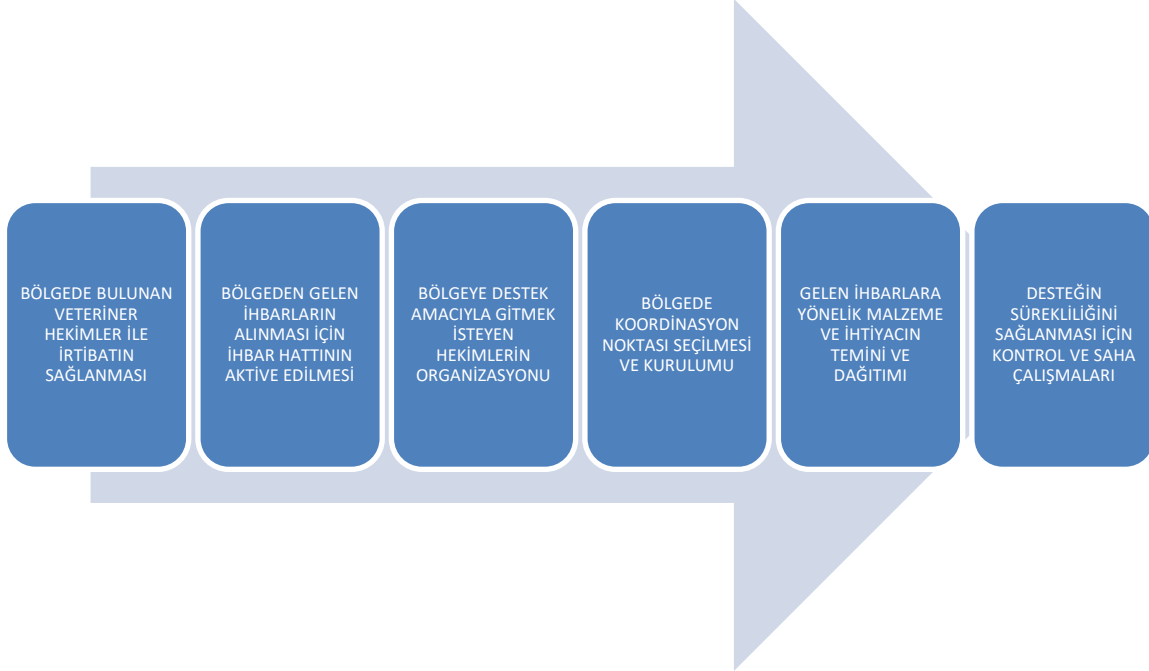 BÖLGEDE BULUNAN
VETERİNER
HEKİMLER İLE
İRTİBATIN
SAĞLANMASI
BÖLGEDEN GELEN
İHBARLARIN
ALINMASI İÇİN
İHBAR HATTININ
AKTİVE EDİLMESİ
BÖLGEYE DESTEK
AMACIYLA GİTMEK
İSTEYEN
HEKİMLERİN
ORGANİZASYONU
BÖLGEDE
KOORDİNASYON
NOKTASI SEÇİLMESİ
VE KURULUMU
GELEN İHBARLARA
YÖNELİK MALZEME
VE İHTİYACIN
TEMİNİ VE
DAĞITIMI
DESTEĞİN
SÜREKLİLİĞİNİ
SAĞLANMASI İÇİN
KONTROL VE SAHA
ÇALIŞMALARI